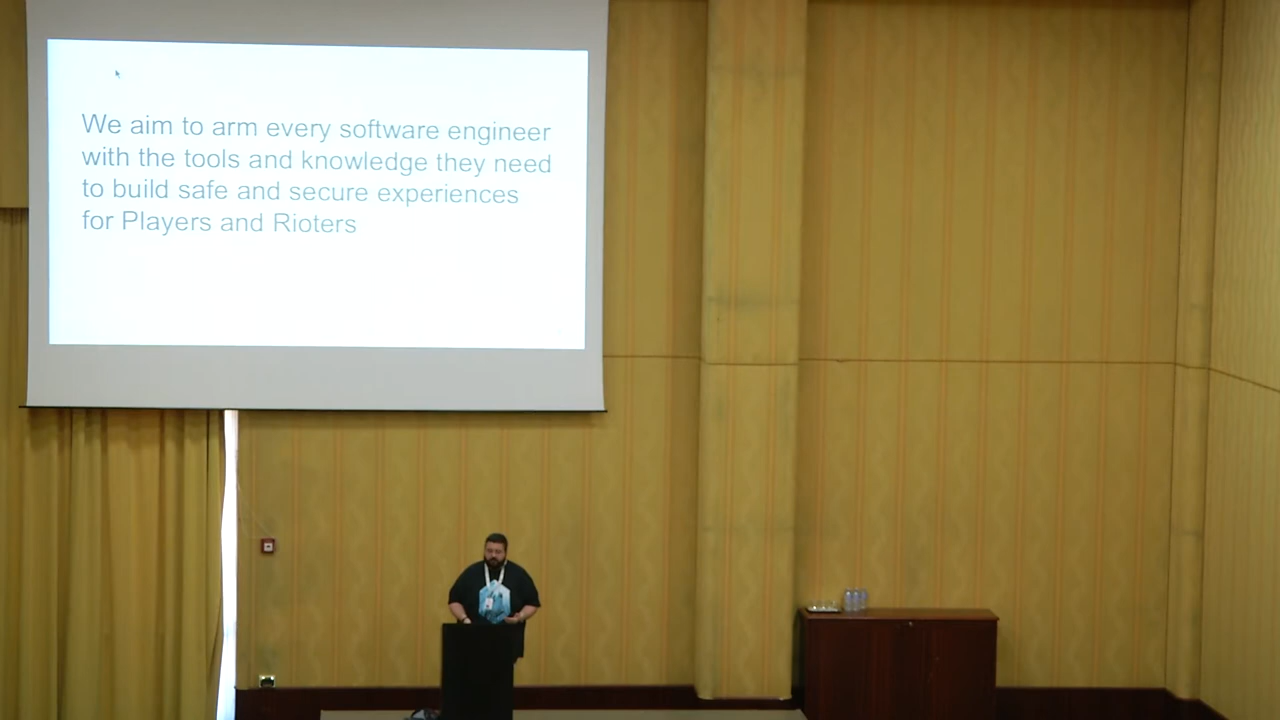 We aim to arm every software engineer
with the tools and knowledge they need
to build safe and secure experiences
for Players and Rioters